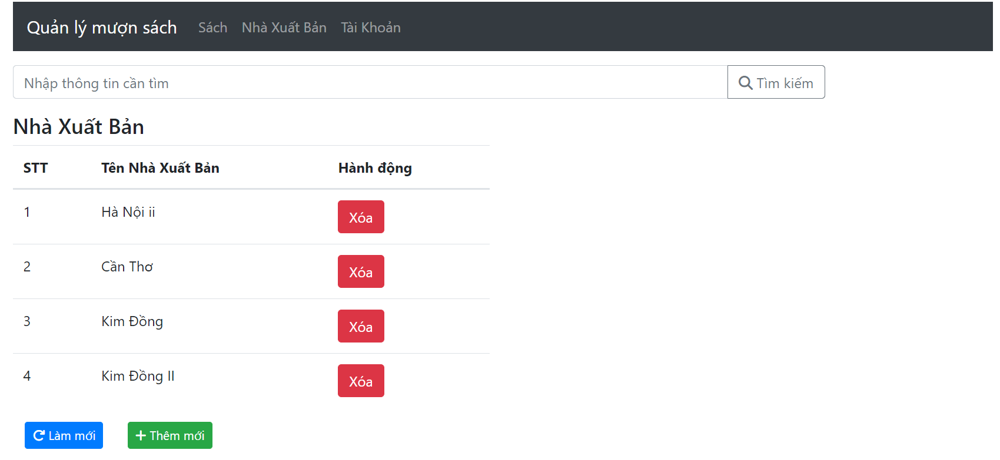 Quản lý mượn sách Sách Nhà Xuất Bản Tài Khoản
Nhập thông tin cần tìm Tìm kiếm
Nhà Xuất Bản
STT Tên Nhà Xuất Bản Hành động
1 Hà Nội ii Xóa
2 Cần Thơ Xóa
3 Kim Đồng Xóa
4 Kim Đồng II Xóa
Làm mới Thêm mới